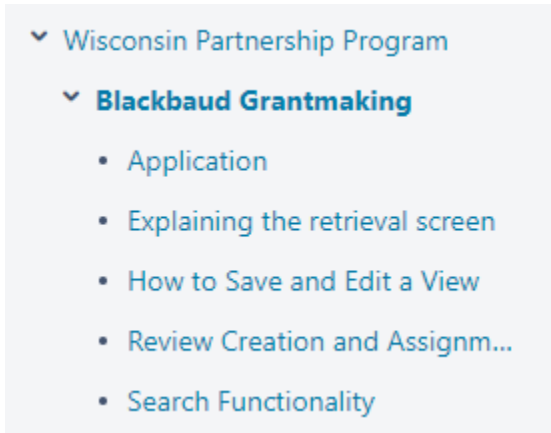 Wisconsin Partnership Program
Blackbaud Grantmaking
Application
Explaining the retrieval screen
How to Save and Edit a View
Review Creation and Assignm...
Search Functionality